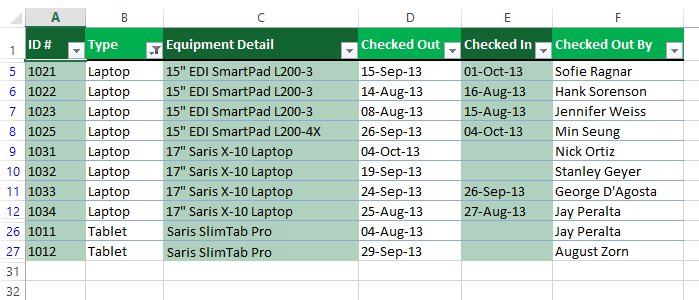 A B C D E F
1 ID # Type Equipment Detail Checked Out Checked In Checked Out By
5 1021 Laptop 15" EDI SmartPad L200-3 15-Sep-13 01-Oct-13 Sofie Ragnar
6 1022 Laptop 15" EDI SmartPad L200-3 14-Aug-13 16-Aug-13 Hank Sorenson
7 1023 Laptop 15" EDI SmartPad L200-3 08-Aug-13 15-Aug-13 Jennifer Weiss
8 1025 Laptop 15" EDI SmartPad L200-4X 26-Sep-13 04-Oct-13 Min Seung
9 1031 Laptop 17" Saris X-10 Laptop 04-Oct-13 Nick Ortiz
10 1032 Laptop 17" Saris X-10 Laptop 19-Sep-13 Stanley Geyer
11 1033 Laptop 17" Saris X-10 Laptop 24-Sep-13 26-Sep-13 George D'Agosta
12 1034 Laptop 17" Saris X-10 Laptop 25-Aug-13 27-Aug-13 Jay Peralta
26 1011 Tablet Saris SlimTab Pro 04-Aug-13 Jay Peralta
27 1012 Tablet Saris SlimTab Pro 29-Sep-13 August Zorn
31
32